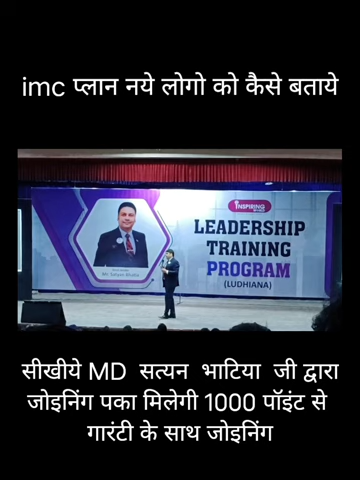 imc प्लान नये लोगो को कैसे बताये
INSPIRING
LEADERSHIP
TRAINING
PROGRAM
(LUDHIANA)
सीखीये MD सत्यन भाटिया जी द्वारा
जोइनिंग पका मिलेगी 1000 पॉइंट से
गारंटी के साथ जोइनिंग